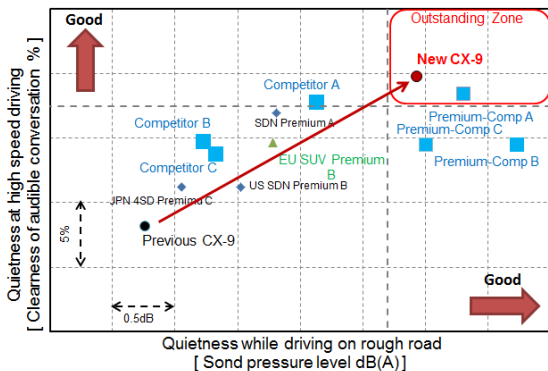 Good
Outstanding Zone
New CX-9
Competitor A
SDN Premium A
Premium-Comp A
Premium-Comp C
Competitor B
Premium-Comp B
EU SUV Premium
B
Competitor C
US SDN Premium B
JPN 4SD Premimd C
Previous CX-9
5%
Good
0.5dB
Quietness at high speed driving
[ Clearness of audible conversation % ]
Quietness while driving on rough road
[ Sond pressure level dB(A) ]